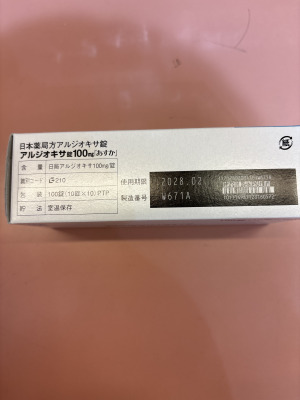 日本薬局方アルジオキサ錠
アルジオキサ錠100mg「あすか」
含量 日局アルジオキサ100mg/錠
識別コード 210
包装 100錠(10錠×10)PTP
貯法 室温保存
使用期限 2028.02
製造番号 W671A
紙